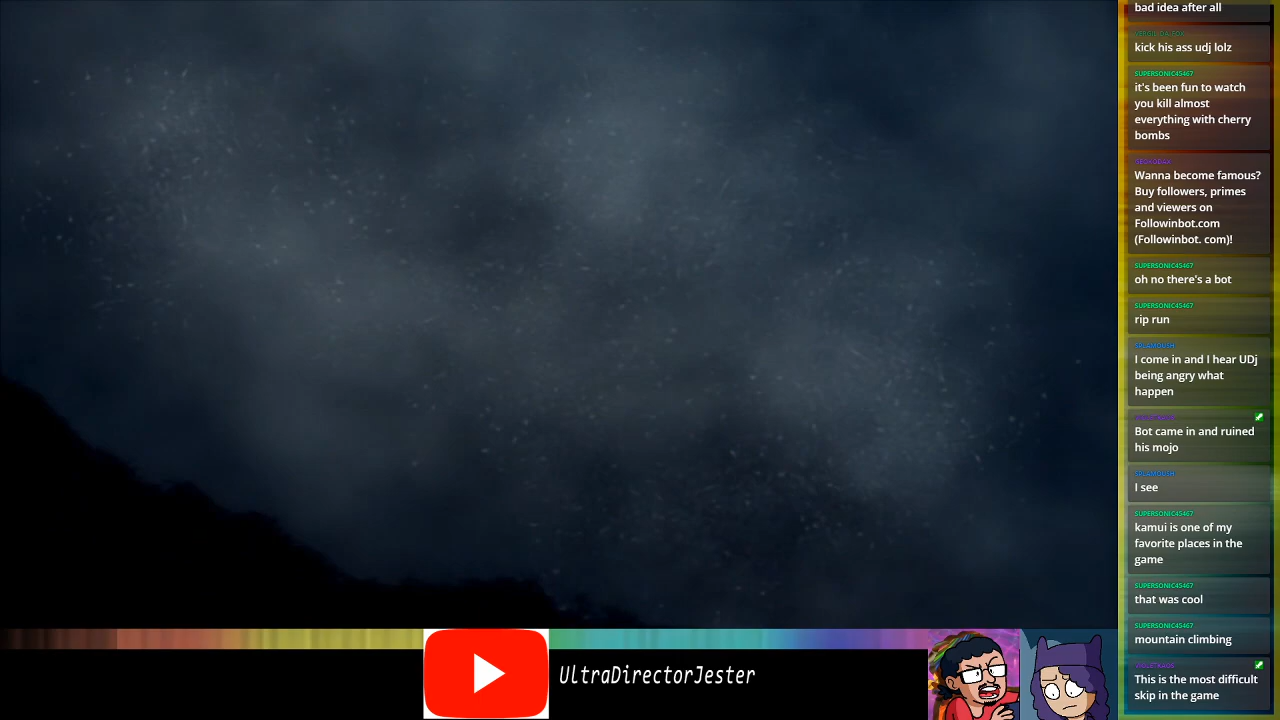 bad idea after all
kick his ass udj lolz
SUPERSONIC45467
it's been fun to watch
you kill almost
everything with cherry
bombs
Wanna become famous?
Buy followers, primes
and viewers on
Followinbot.com
(Followinbot. com)!
SUPERSONIC45467
oh no there's a bot
SUPERSONIC45467
rip run
I come in and I hear UDj
being angry what
happen
Bot came in and ruined
his mojo
I see
SUPERSONIC45467
kamui is one of my
favorite places in the
game
SUPERSONIC45467
that was cool
SUPERSONIC45467
mountain climbing
This is the most difficult
skip in the game
UltraDirectorJester